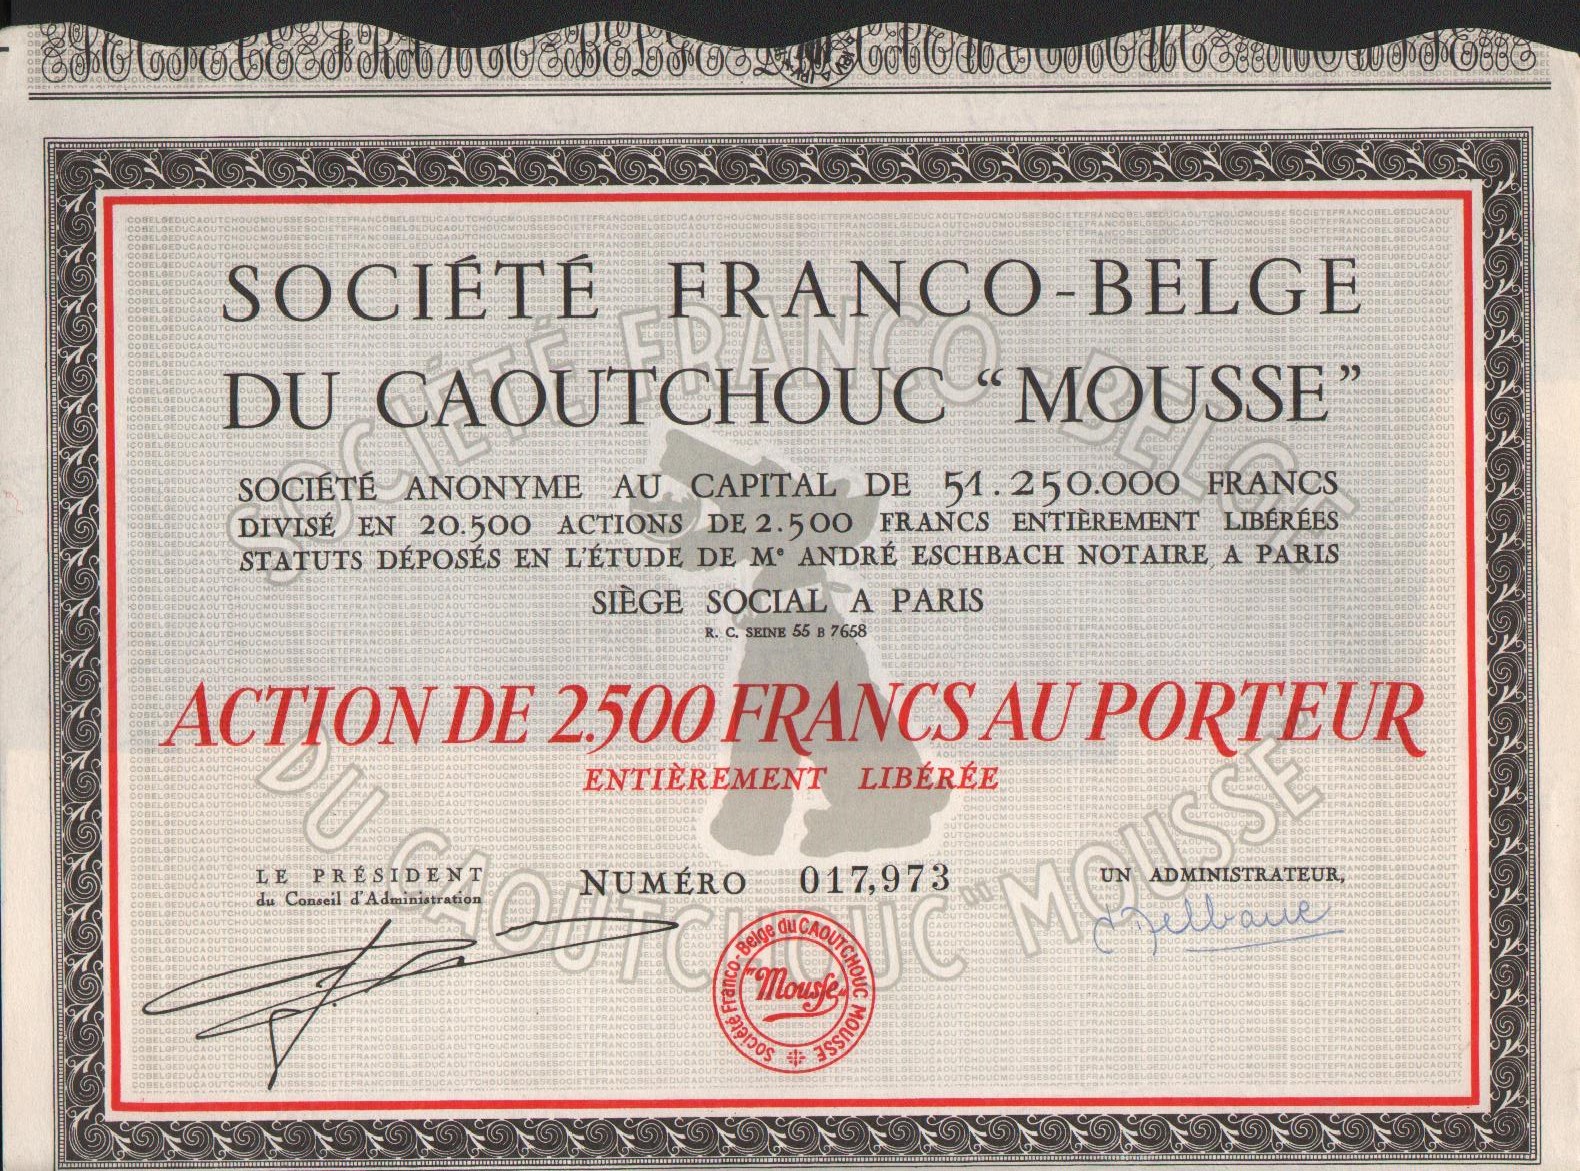 SOCIÉTÉ FRANCO-BELGE
DU CAOUTCHOUC “MOUSSE”
SOCIÉTÉ ANONYME AU CAPITAL DE 51.250.000 FRANCS
DIVISÉ EN 20.500 ACTIONS DE 2.500 FRANCS ENTIÈREMENT LIBÉRÉES
STATUTS DÉPOSÉS EN L'ÉTUDE DE Me ANDRÉ ESCHBACH NOTAIRE, A PARIS
SIÈGE SOCIAL A PARIS
R. C. SEINE 55 B 7658
ACTION DE 2.500 FRANCS AU PORTEUR
ENTIÈREMENT LIBÉRÉE
LE PRÉSIDENT
du Conseil d'Administration
NUMÉRO 017,973
UN ADMINISTRATEUR,
Société Franco-Belge du CAOUTCHOUC MOUSSE
"Mousse"
SOCIÉTÉ FRANCO-BELGE
DU CAOUTCHOUC "MOUSSE"